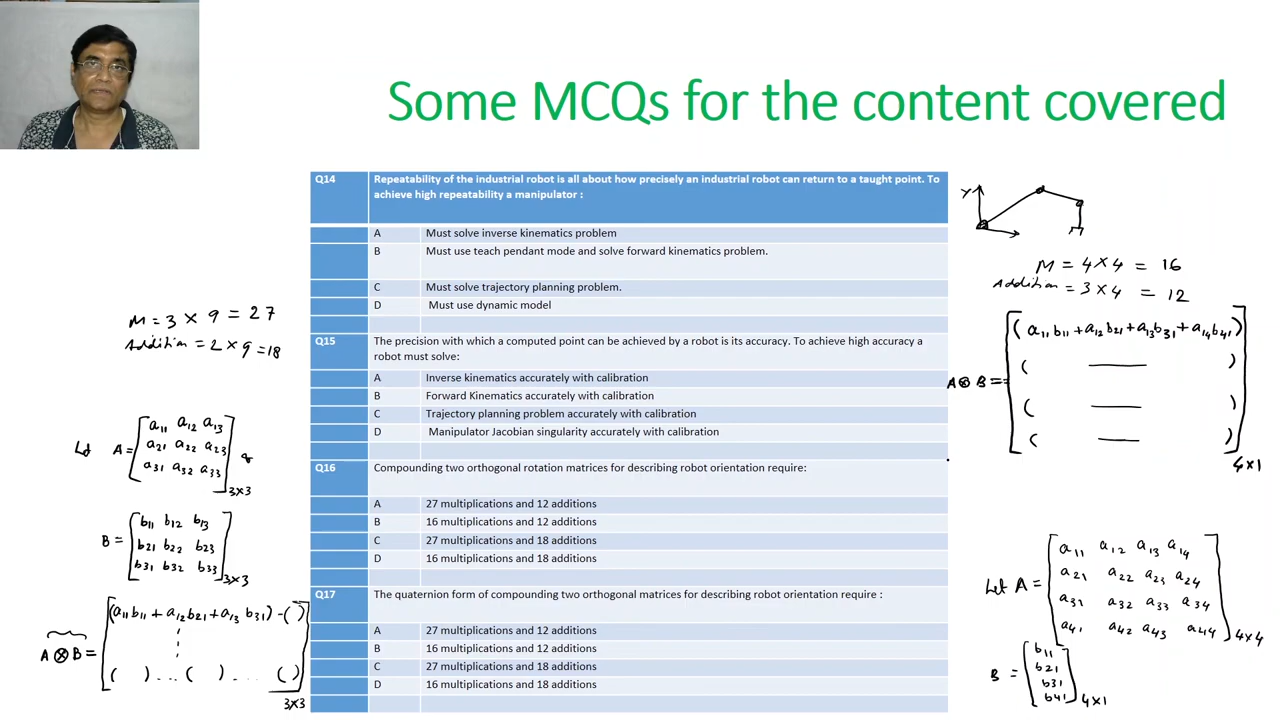 Some MCQs for the content covered
Q14 Repeatability of the industrial robot is all about how precisely an industrial robot can return to a taught point. To
achieve high repeatability a manipulator :
A Must solve inverse kinematics problem
B Must use teach pendant mode and solve forward kinematics problem.
C Must solve trajectory planning problem.
D Must use dynamic model
Q15 The precision with which a computed point can be achieved by a robot is its accuracy. To achieve high accuracy a
robot must solve:
A Inverse kinematics accurately with calibration
B Forward Kinematics accurately with calibration
C Trajectory planning problem accurately with calibration
D Manipulator Jacobian singularity accurately with calibration
Q16 Compounding two orthogonal rotation matrices for describing robot orientation require:
A 27 multiplications and 12 additions
B 16 multiplications and 12 additions
C 27 multiplications and 18 additions
D 16 multiplications and 18 additions
Q17 The quaternion form of compounding two orthogonal matrices for describing robot orientation require :
A 27 multiplications and 12 additions
B 16 multiplications and 12 additions
C 27 multiplications and 18 additions
D 16 multiplications and 18 additions
M = 3 × 9 = 27
Addition = 2 × 9 = 18
Let A = [a11 a12 a13
a21 a22 a23
a31 a32 a33] 3×3 &
B = [b11 b12 b13
b21 b22 b23
b31 b32 b33] 3×3
A ⊗ B = [(a11 b11 + a12 b21 + a13 b31) - ( )
( ) ... ( ) ... ( )] 3×3
Y
M = 4 × 4 = 16
Addition = 3 × 4 = 12
[(a11 b11 + a12 b21 + a13 b31 + a14 b41)
( — )
A ⊗ B =
( — )
( — )] 4×1
[a11 a12 a13 a14
Let A = a21 a22 a23 a24
a31 a32 a33 a34
a41 a42 a43 a44] 4×4
[b11
B = b21
b31
b41] 4×1